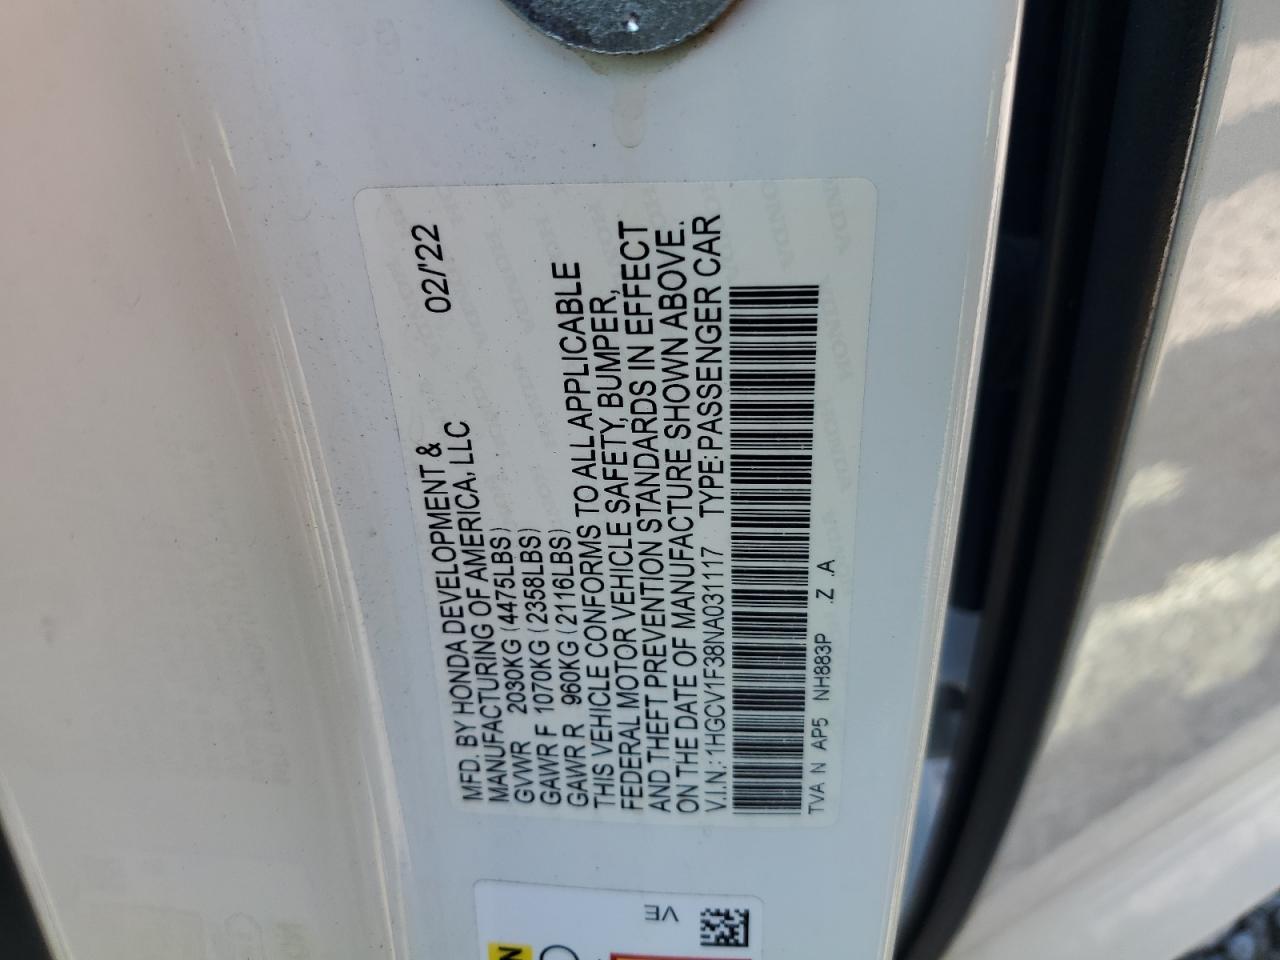 MFD. BY HONDA DEVELOPMENT & 02/'22
MANUFACTURING OF AMERICA, LLC
GVWR 2030KG (4475LBS)
GAWR F 1070KG (2358LBS)
GAWR R 960KG (2116LBS)
THIS VEHICLE CONFORMS TO ALL APPLICABLE
FEDERAL MOTOR VEHICLE SAFETY, BUMPER,
AND THEFT PREVENTION STANDARDS IN EFFECT
ON THE DATE OF MANUFACTURE SHOWN ABOVE.
V.I.N.: 1HGCV1F38NA031117 TYPE: PASSENGER CAR
TVA N AP5 NH883P .Z .A
VE